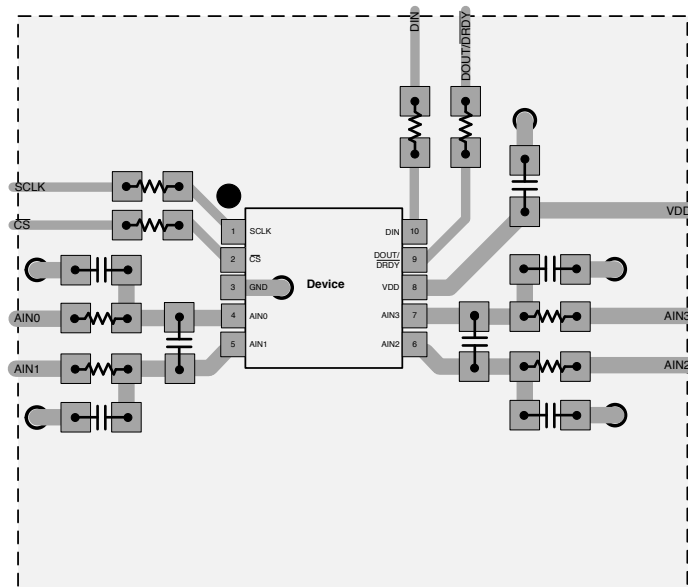 DIN
DOUT/DRDY
SCLK
CS
VDD
1 SCLK
DIN 10
2 CS
DOUT/
DRDY 9
3 GND
Device
VDD 8
AIN0
4 AIN0
AIN3 7
AIN3
AIN1
5 AIN1
AIN2 6
AIN2